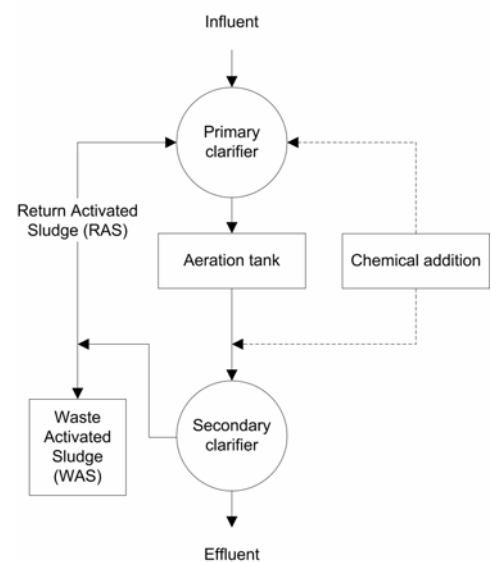 Influent
Primary
clarifier
Return Activated
Sludge (RAS)
Aeration tank
Chemical addition
Waste
Activated
Sludge
(WAS)
Secondary
clarifier
Effluent